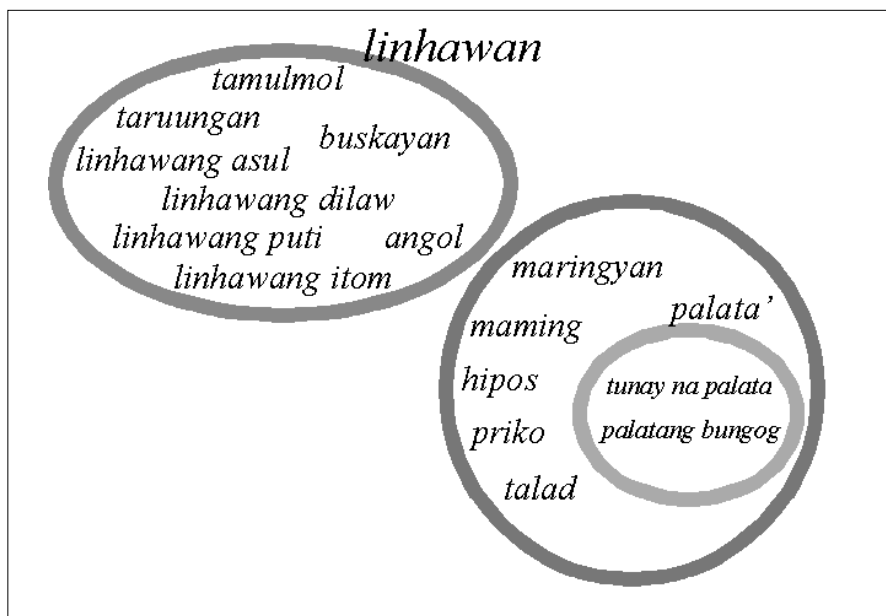 linhawan
tamulmol
taruungan
buskayan
linhawang asul
linhawang dilaw
linhawang puti
angol
linhawang itom
maringyan
palata’
maming
hipos
tunay na palata
priko
palatang bungog
talad